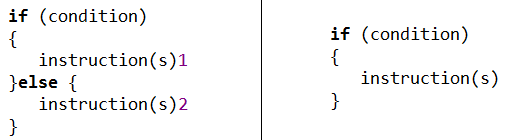 if (condition)
{
instruction(s)1
}else {
instruction(s)2
}
if (condition)
{
instruction(s)
}